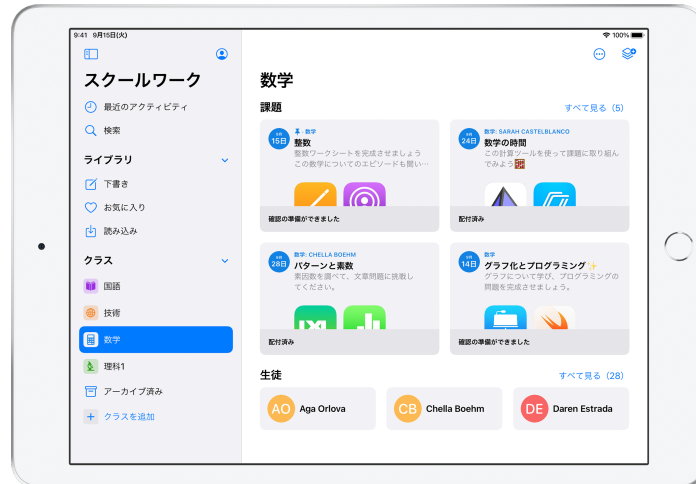 9:41 9月15日(火)
100%
スクールワーク
最近のアクティビティ
検索
ライブラリ
下書き
お気に入り
読み込み
クラス
国語
技術
数学
理科1
アーカイブ済み
クラスを追加
数学
課題
すべて見る（5）
9月
15日
数学
整数
整数ワークシートを完成させましょう
この数学についてのエピソードも聞い…
確認の準備ができました
9月
24日
数学: SARAH CASTELBLANCO
数学の時間
この計算ツールを使って課題に取り組ん
でみよう
配付済み
9月
28日
数学: CHELLA BOEHM
パターンと素数
素因数を調べて、文章問題に挑戦し
てください。
配付済み
9月
14日
数学
グラフ化とプログラミング✨
グラフについて学び、プログラミングの
問題を完成させましょう。
確認の準備ができました
生徒
すべて見る（28）
AO Aga Orlova
CB Chella Boehm
DE Daren Estrada